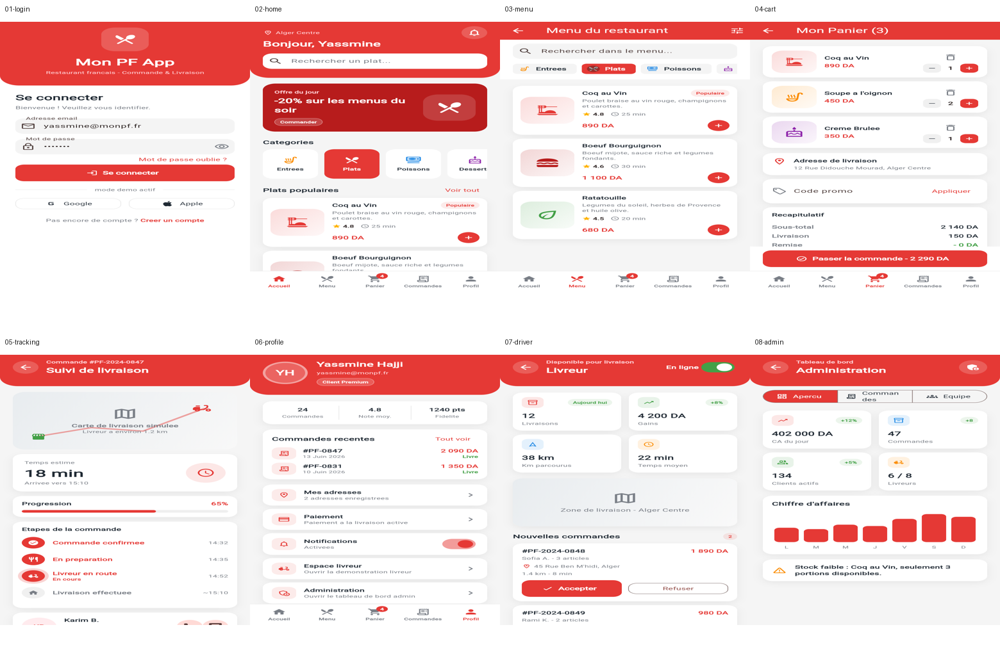 01-login
Mon PF App
Restaurant francais - Commande & Livraison
Se connecter
Bienvenue ! Veuillez vous identifier.
Adresse email
yassmine@monpf.fr
Mot de passe
•••••••
Mot de passe oublie ?
Se connecter
mode demo actif
G Google
Apple
Pas encore de compte ? Creer un compte
02-home
Alger Centre
Bonjour, Yassmine
Rechercher un plat...
Offre du jour
-20% sur les menus du
soir
Commander
Categories
Entrees
Plats
Poissons
Dessert
Plats populaires
Voir tout
Coq au Vin
Populaire
Poulet braise au vin rouge, champignons
et carottes.
4.8 25 min
890 DA
Boeuf Bourguignon
Boeuf mijote, sauce riche et legumes
fondants.
Accueil
Menu
4
Panier
Commandes
Profil
03-menu
Menu du restaurant
Rechercher dans le menu...
Entrees
Plats
Poissons
Coq au Vin
Populaire
Poulet braise au vin rouge, champignons
et carottes.
4.8 25 min
890 DA
Boeuf Bourguignon
Boeuf mijote, sauce riche et legumes
fondants.
4.6 30 min
1 100 DA
Ratatouille
Legumes du soleil, herbes de Provence
et huile olive.
4.5 20 min
680 DA
Accueil
Menu
4
Panier
Commandes
Profil
04-cart
Mon Panier (3)
Coq au Vin
890 DA
1
Soupe a l'oignon
450 DA
2
Creme Brulee
350 DA
1
Adresse de livraison
12 Rue Didouche Mourad, Alger Centre
Code promo
Appliquer
Recapitulatif
Sous-total 2 140 DA
Livraison 150 DA
Remise - 0 DA
Passer la commande - 2 290 DA
Accueil
Menu
4
Panier
Commandes
Profil
05-tracking
Commande #PF-2024-0847
Suivi de livraison
Carte de livraison simulee
Livreur a environ 1.2 km
Temps estime
18 min
Arrivee vers 15:10
Progression 65%
Etapes de la commande
Commande confirmee 14:32
En preparation 14:35
Livreur en route 14:52
En cours
Livraison effectuee ~15:10
Karim B.
06-profile
YH
Yassmine Hajji
yassmine@monpf.fr
Client Premium
24
Commandes
4.8
Note moy.
1240 pts
Fidelite
Commandes recentes
Tout voir
#PF-0847 2 090 DA
13 Juin 2026 Livre
#PF-0831 1 350 DA
10 Juin 2026 Livre
Mes adresses
2 adresses enregistrees
Paiement
Paiement a la livraison active
Notifications
Activees
Espace livreur
Ouvrir la demonstration livreur
Administration
Ouvrir le tableau de bord admin
Accueil
Menu
4
Panier
Commandes
Profil
07-driver
Disponible pour livraison
Livreur
En ligne
Aujourd hui
12
Livraisons
+8%
4 200 DA
Gains
38 km
Km parcourus
22 min
Temps moyen
Zone de livraison - Alger Centre
Nouvelles commandes 2
#PF-2024-0848 1 890 DA
Sofia A. - 3 articles
45 Rue Ben M'hidi, Alger
1.4 km - 8 min
Accepter
Refuser
#PF-2024-0849 980 DA
Rami K. - 2 articles
08-admin
Tableau de bord
Administration
Apercu
Comman
des
Equipe
+12%
402 000 DA
CA du jour
+8
47
Commandes
+5%
134
Clients actifs
6 / 8
Livreurs
Chiffre d'affaires
L M M J V S D
Stock faible : Coq au Vin, seulement 3
portions disponibles.